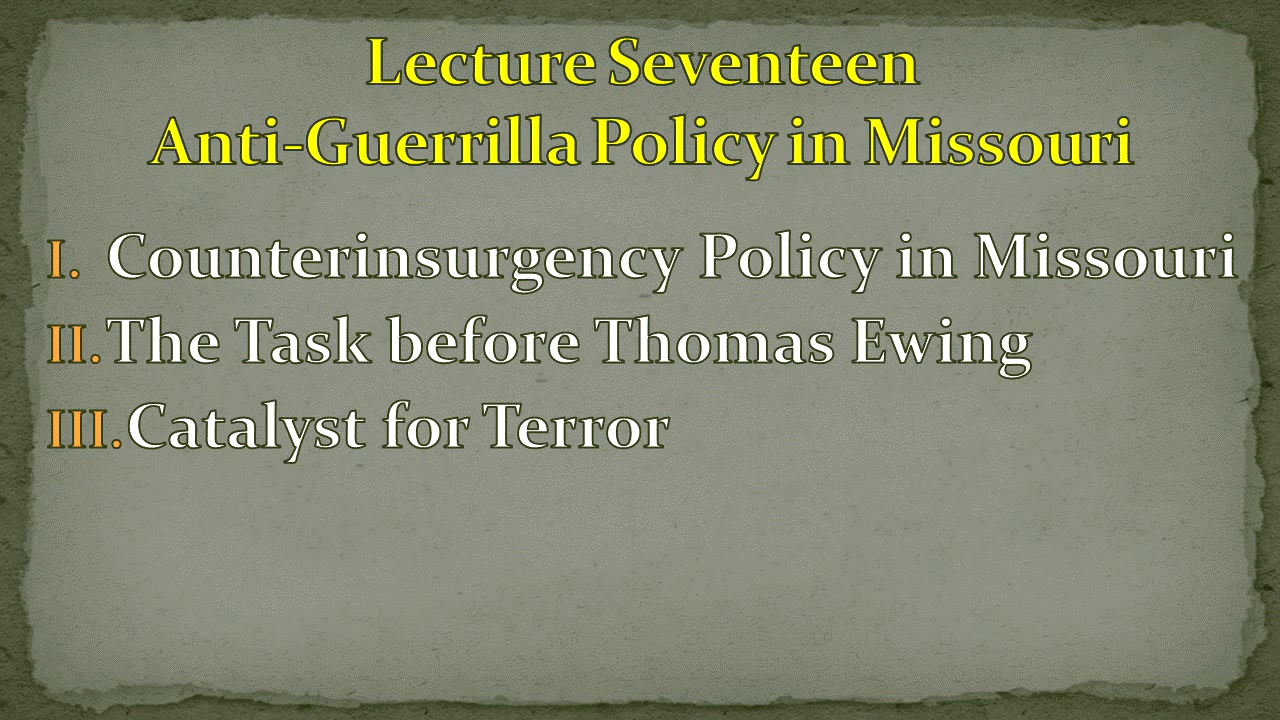 Lecture Seventeen
Anti-Guerrilla Policy in Missouri
I. Counterinsurgency Policy in Missouri
II. The Task before Thomas Ewing
III. Catalyst for Terror